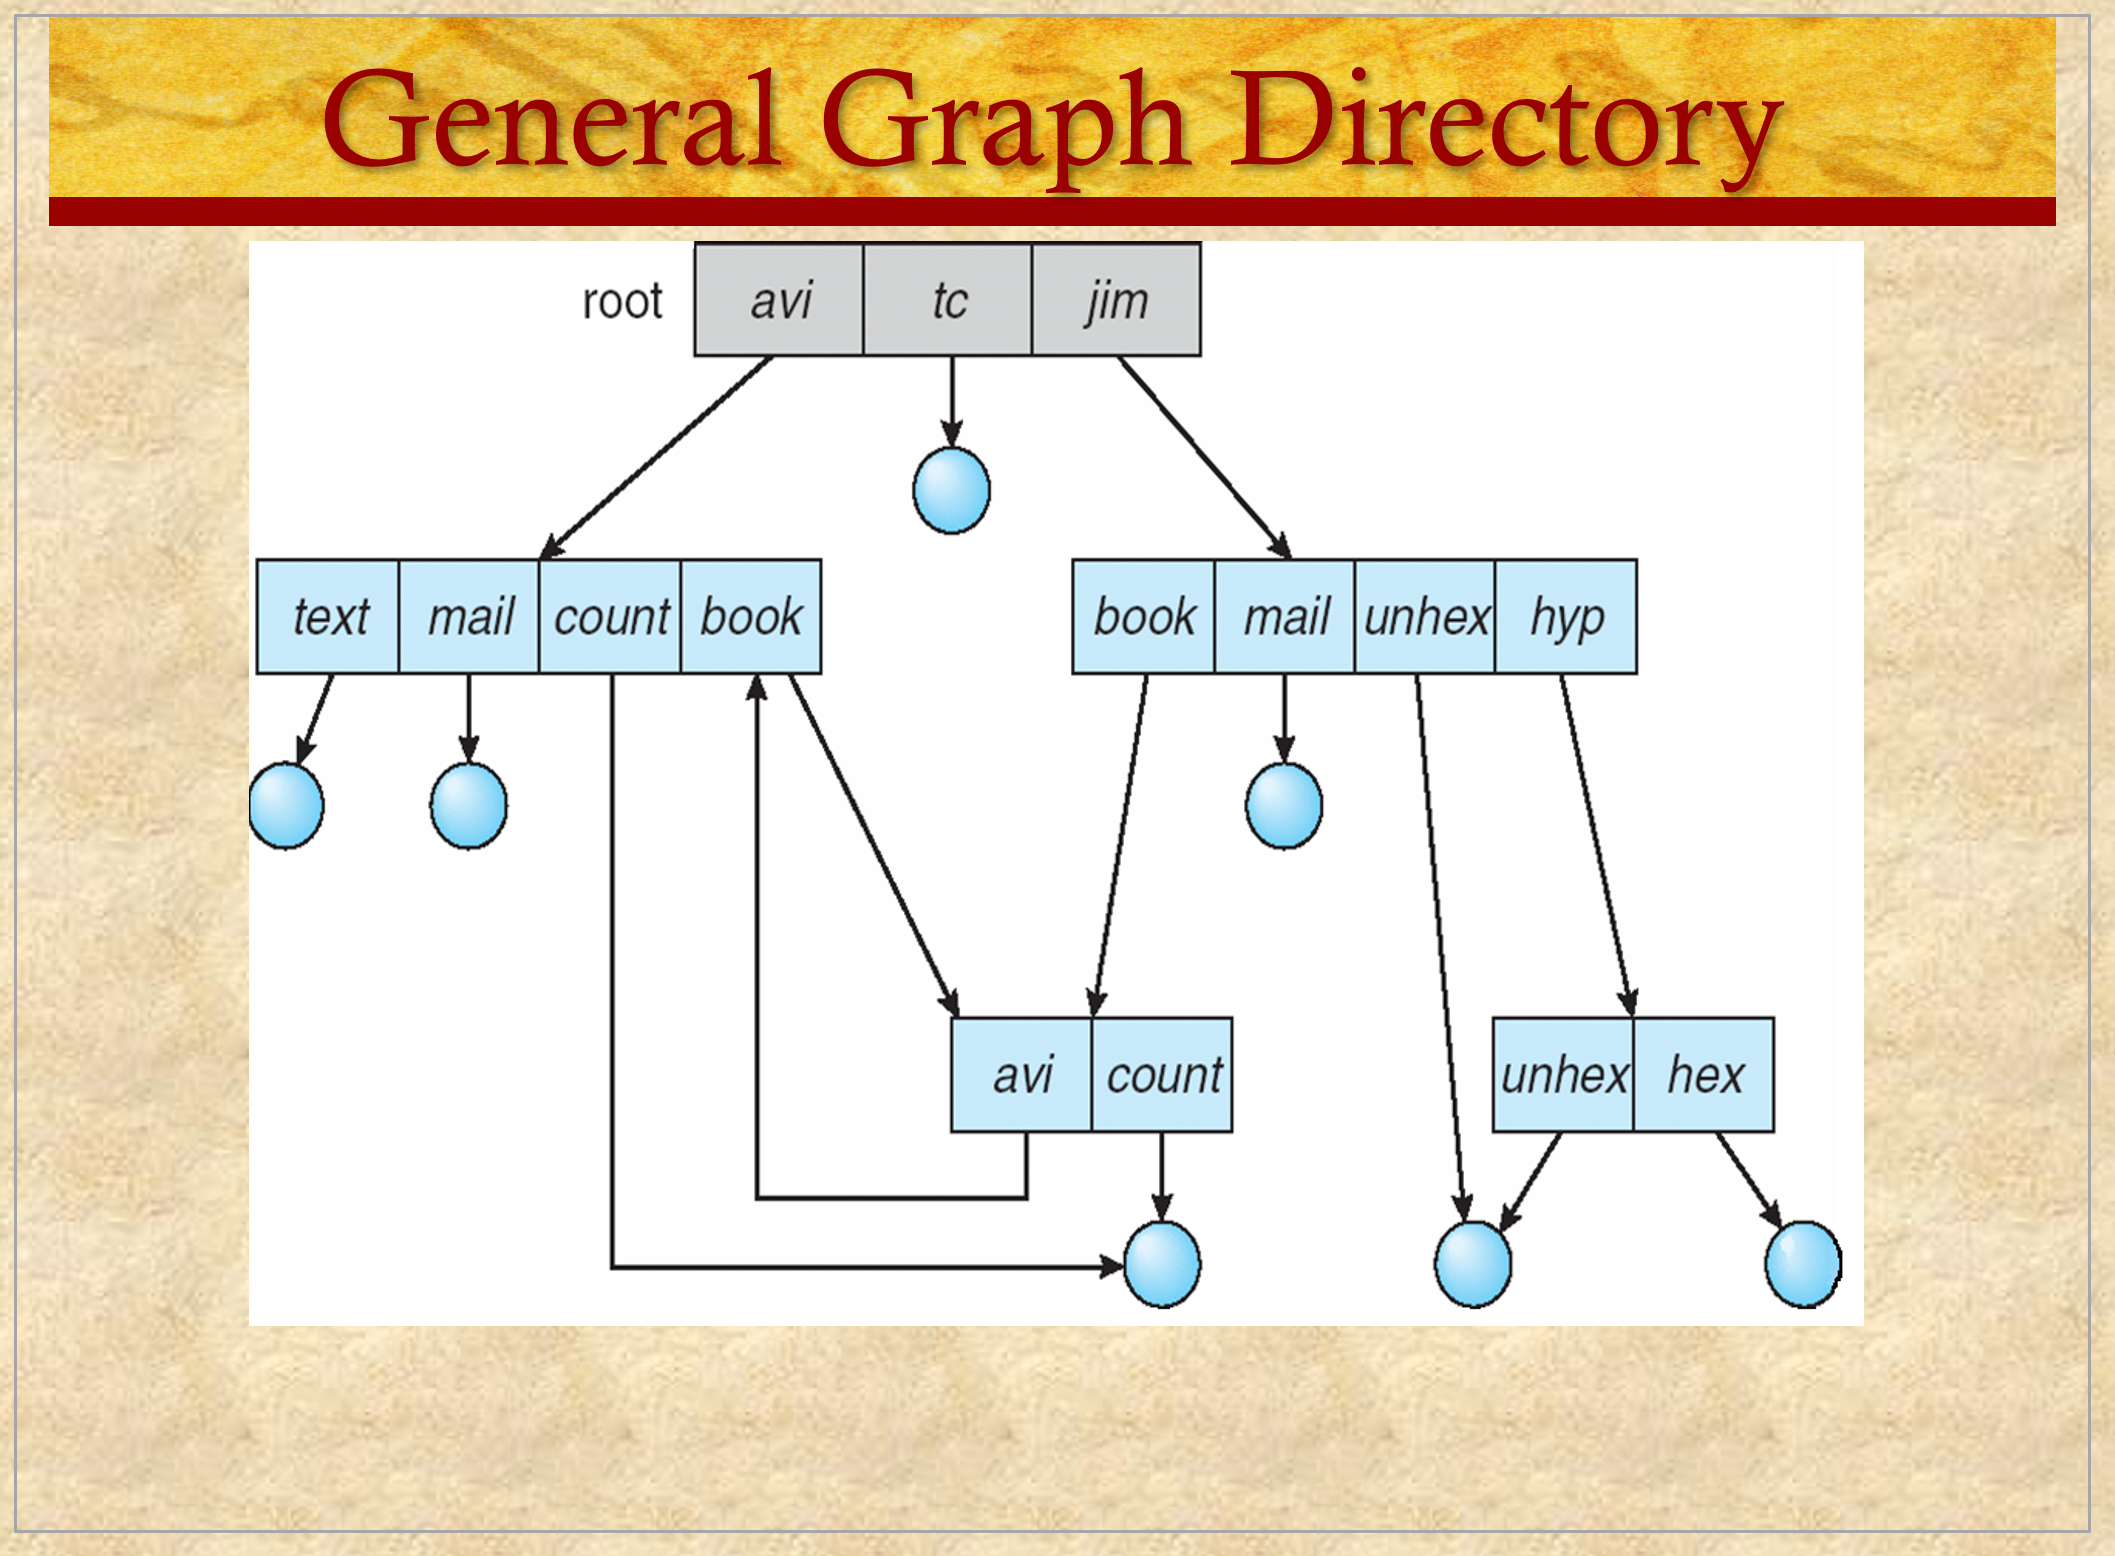 General Graph Directory
root avi tc jim
text mail count book book mail unhex hyp
avi count unhex hex